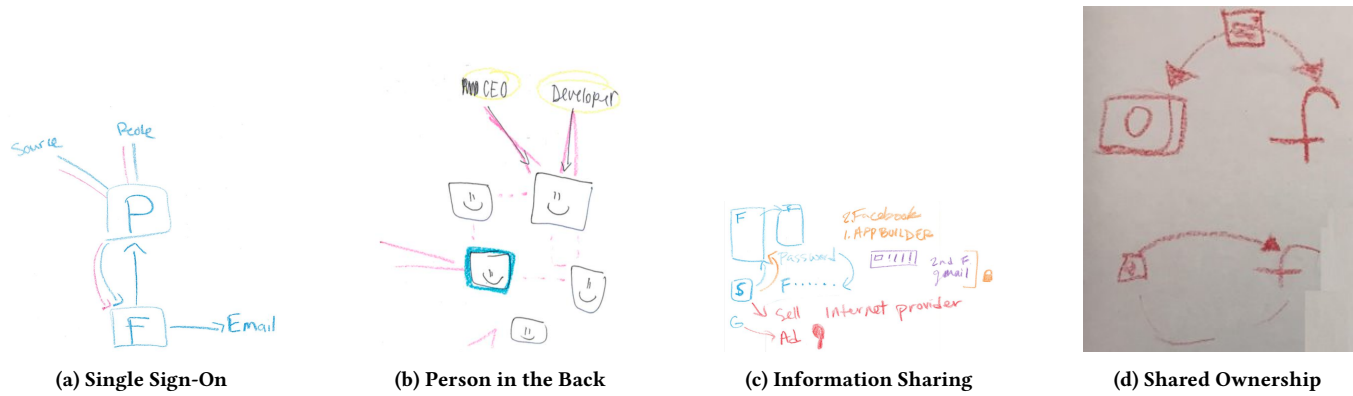 Source
People
P
F
Email
(a) Single Sign-On
CEO
Developer
(b) Person in the Back
F
F
2. Facebook
1. APP BUILDER
Password
2nd F
gmail
S
F......
Sell Internet provider
G
Ad
(c) Information Sharing
O
f
f
(d) Shared Ownership